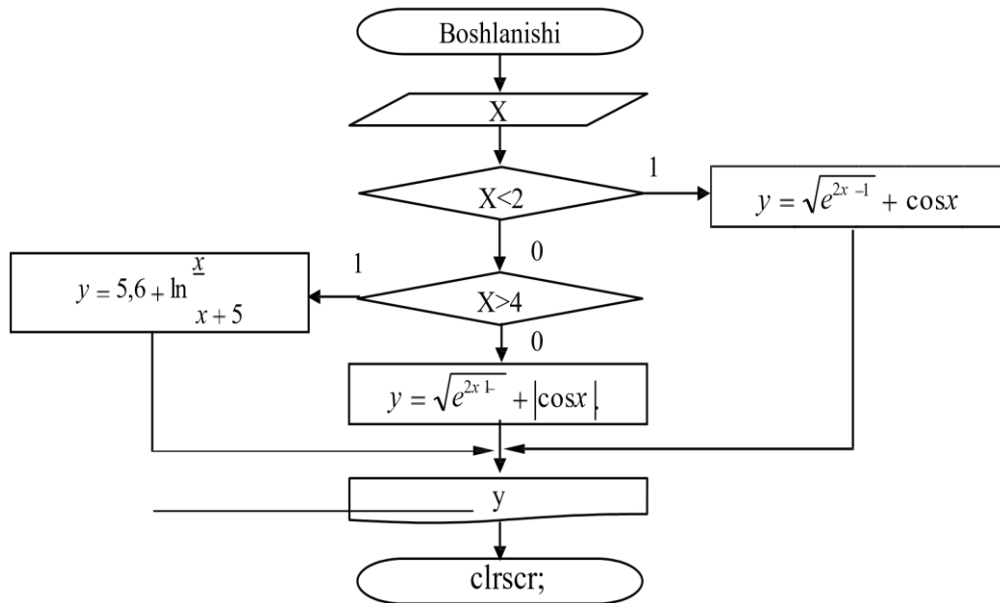 Boshlanishi
X
X<2
1
y = √e^{2x-1} + cosx
0
X>4
1
y = 5,6 + ln x
x + 5
0
y = √e^{2x 1-} + |cosx|.
y
clrscr;